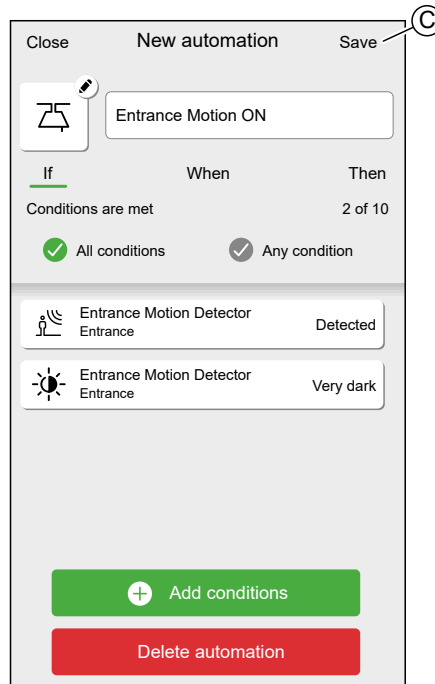 C
Close New automation Save
Entrance Motion ON
If When Then
Conditions are met 2 of 10
All conditions Any condition
Entrance Motion Detector
Entrance
Detected
Entrance Motion Detector
Entrance
Very dark
Add conditions
Delete automation